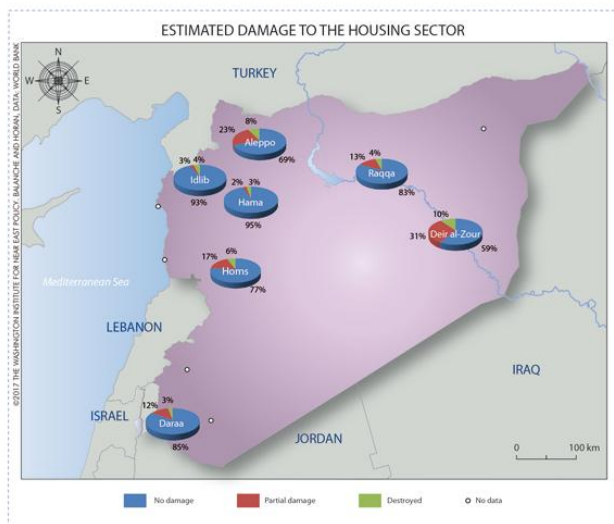 ESTIMATED DAMAGE TO THE HOUSING SECTOR
©2017 THE WASHINGTON INSTITUTE FOR NEAR EAST POLICY. BALANCHE AND HORAN, DATA: WORLD BANK
N
W
E
S
TURKEY
8%
23%
Aleppo
69%
3% 4%
Idlib
93%
2% 3%
Hama
95%
13% 4%
Raqqa
83%
10%
31%
Deir al-Zour
59%
17% 6%
Homs
77%
Mediterranean Sea
LEBANON
IRAQ
ISRAEL
12% 3%
Daraa
85%
JORDAN
0 100 km
No damage
Partial damage
Destroyed
No data